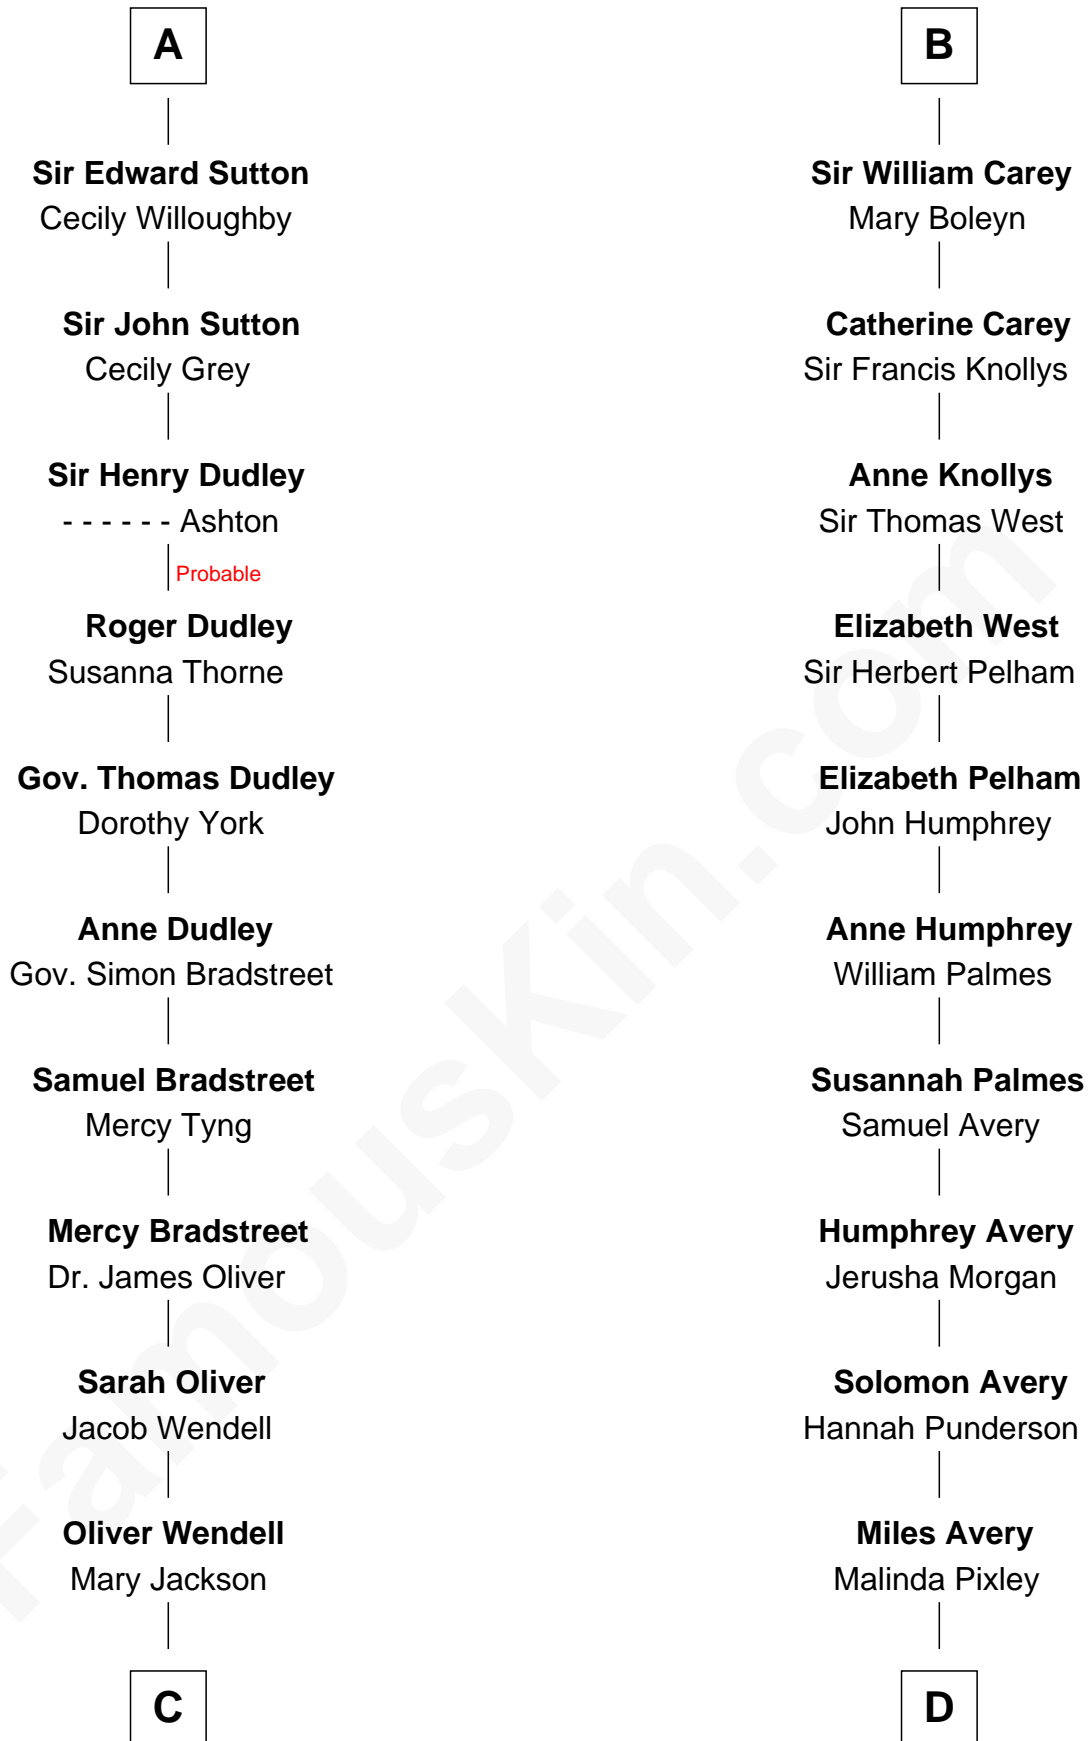 A
Sir Edward Sutton
Cecily Willoughby
Sir John Sutton
Cecily Grey
Sir Henry Dudley
- - - - - - Ashton
Probable
Roger Dudley
Susanna Thorne
Gov. Thomas Dudley
Dorothy York
Anne Dudley
Gov. Simon Bradstreet
Samuel Bradstreet
Mercy Tyng
Mercy Bradstreet
Dr. James Oliver
Sarah Oliver
Jacob Wendell
Oliver Wendell
Mary Jackson
C
B
Sir William Carey
Mary Boleyn
Catherine Carey
Sir Francis Knollys
Anne Knollys
Sir Thomas West
Elizabeth West
Sir Herbert Pelham
Elizabeth Pelham
John Humphrey
Anne Humphrey
William Palmes
Susannah Palmes
Samuel Avery
Humphrey Avery
Jerusha Morgan
Solomon Avery
Hannah Punderson
Miles Avery
Malinda Pixley
D
FamousKin.com